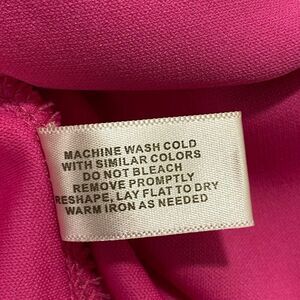 MACHINE WASH COLD
WITH SIMILAR COLORS
DO NOT BLEACH
REMOVE PROMPTLY
RESHAPE, LAY FLAT TO DRY
WARM IRON AS NEEDED